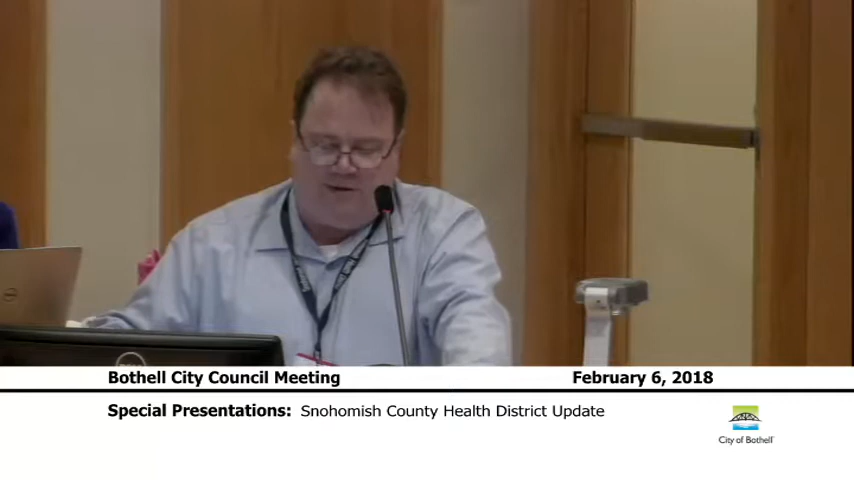 Bothell City Council Meeting
February 6, 2018
Special Presentations: Snohomish County Health District Update
City of Bothell